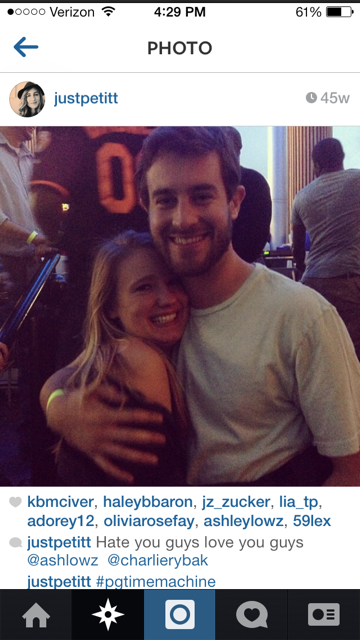 Verizon 4:29 PM 61%
PHOTO
justpetitt 45w
0
kbmciver, haleybbaron, jz_zucker, lia_tp,
adorey12, oliviarosefay, ashleylowz, 59lex
justpetitt Hate you guys love you guys
@ashlowz @charlierybak
justpetitt #pgtimemachine